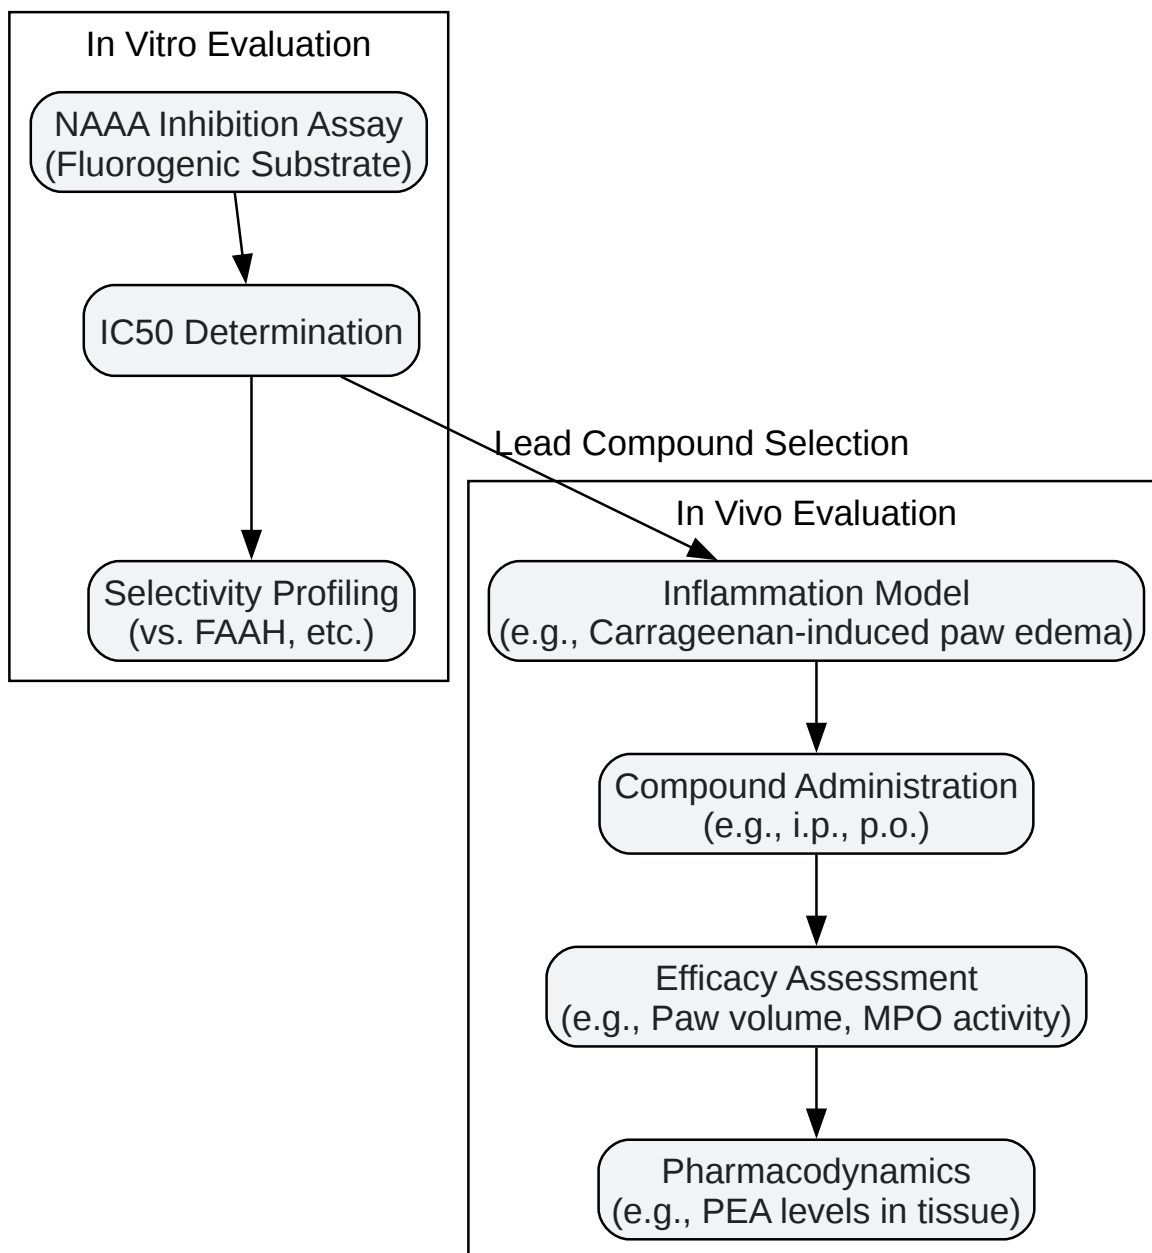 In Vitro Evaluation
NAAA Inhibition Assay
(Fluorogenic Substrate)
IC50 Determination
Lead Compound Selection
Selectivity Profiling
(vs. FAAH, etc.)
In Vivo Evaluation
Inflammation Model
(e.g., Carrageenan-induced paw edema)
Compound Administration
(e.g., i.p., p.o.)
Efficacy Assessment
(e.g., Paw volume, MPO activity)
Pharmacodynamics
(e.g., PEA levels in tissue)